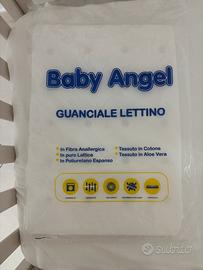 Baby Angel
GUANCIALE LETTINO
• In Fibra Anallergica
• In puro Lattice
• In Poliuretano Espanso
• Tessuto in Cotone
• Tessuto in Aloe Vera
Subito.it